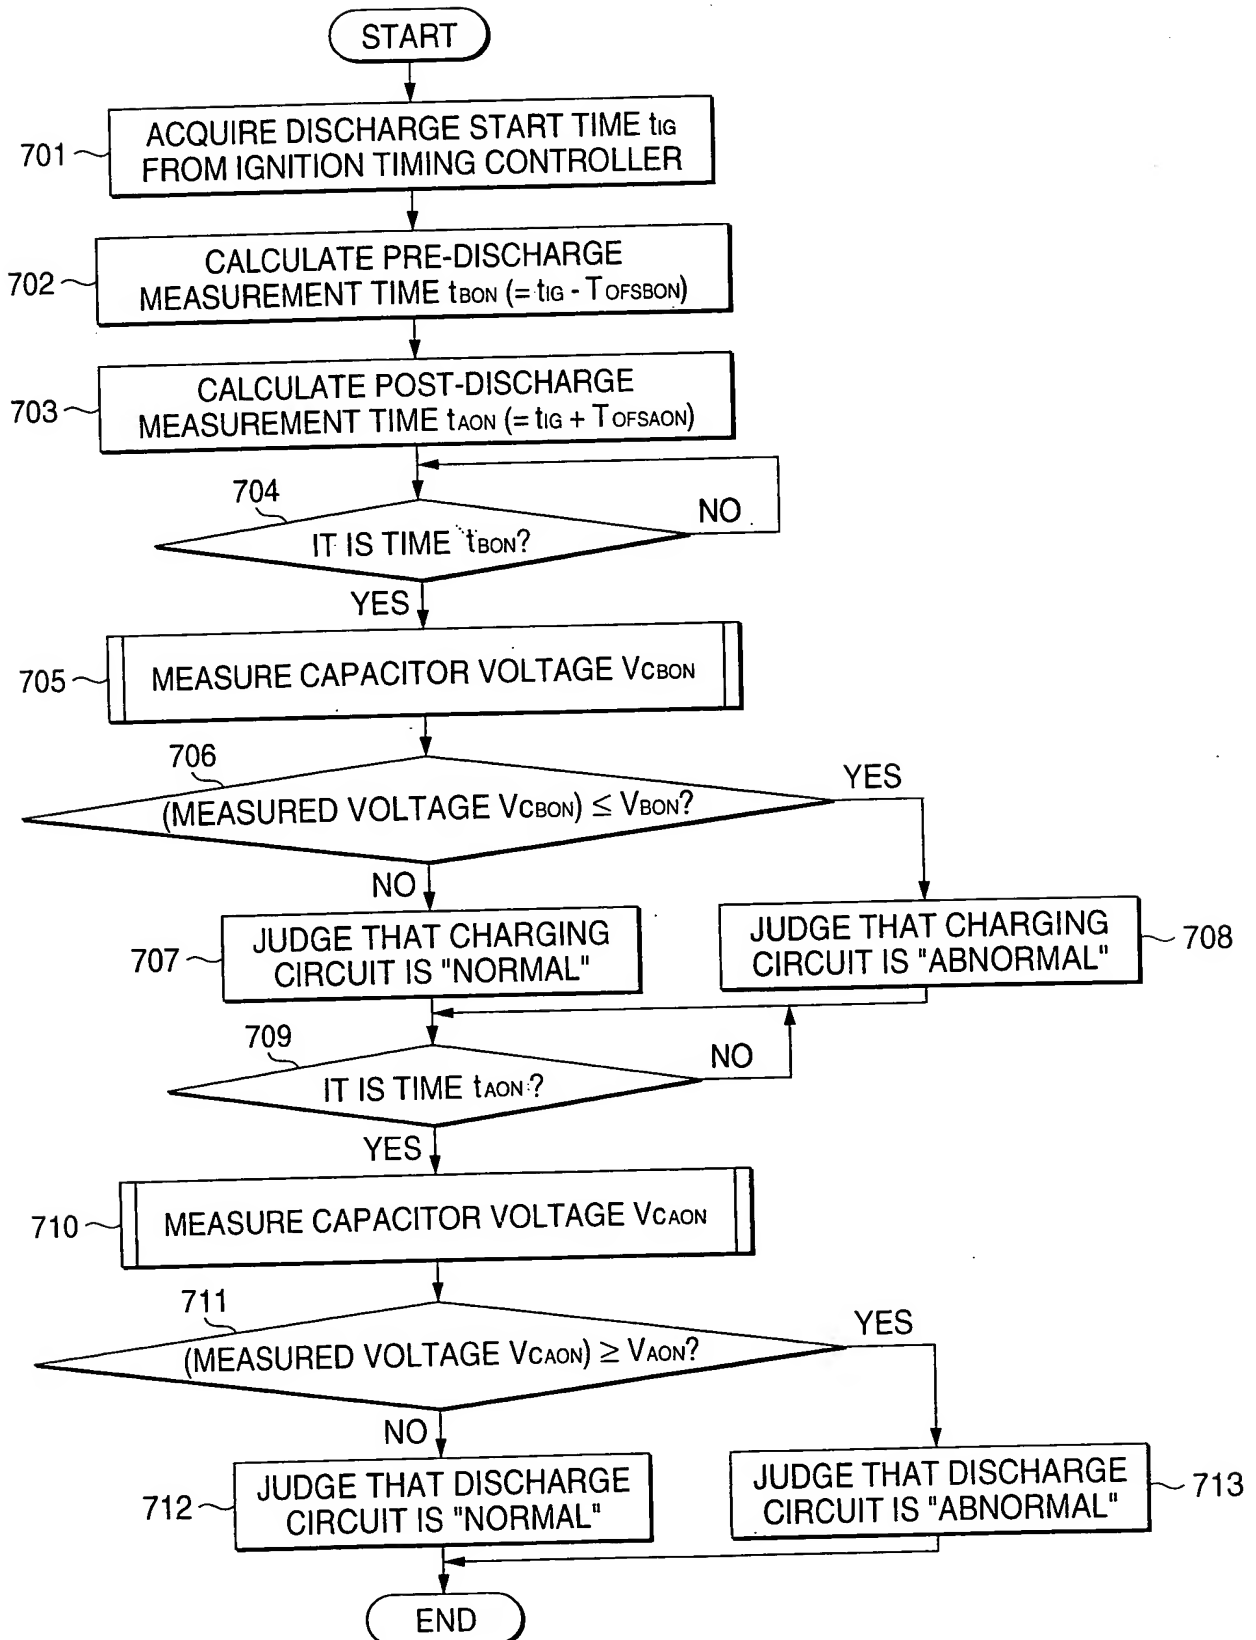 START
701
ACQUIRE DISCHARGE START TIME tIG
FROM IGNITION TIMING CONTROLLER
702
CALCULATE PRE-DISCHARGE
MEASUREMENT TIME tBON (= tIG - TOFSBON)
703
CALCULATE POST-DISCHARGE
MEASUREMENT TIME tAON (= tIG + TOFSAON)
704
NO
IT IS TIME tBON?
YES
705
MEASURE CAPACITOR VOLTAGE VCBON
706
YES
(MEASURED VOLTAGE VCBON) ≤ VBON?
NO
707
JUDGE THAT CHARGING
CIRCUIT IS "NORMAL"
JUDGE THAT CHARGING
CIRCUIT IS "ABNORMAL"
708
709
NO
IT IS TIME tAON?
YES
710
MEASURE CAPACITOR VOLTAGE VCAON
711
YES
(MEASURED VOLTAGE VCAON) ≥ VAON?
NO
712
JUDGE THAT DISCHARGE
CIRCUIT IS "NORMAL"
JUDGE THAT DISCHARGE
CIRCUIT IS "ABNORMAL"
713
END